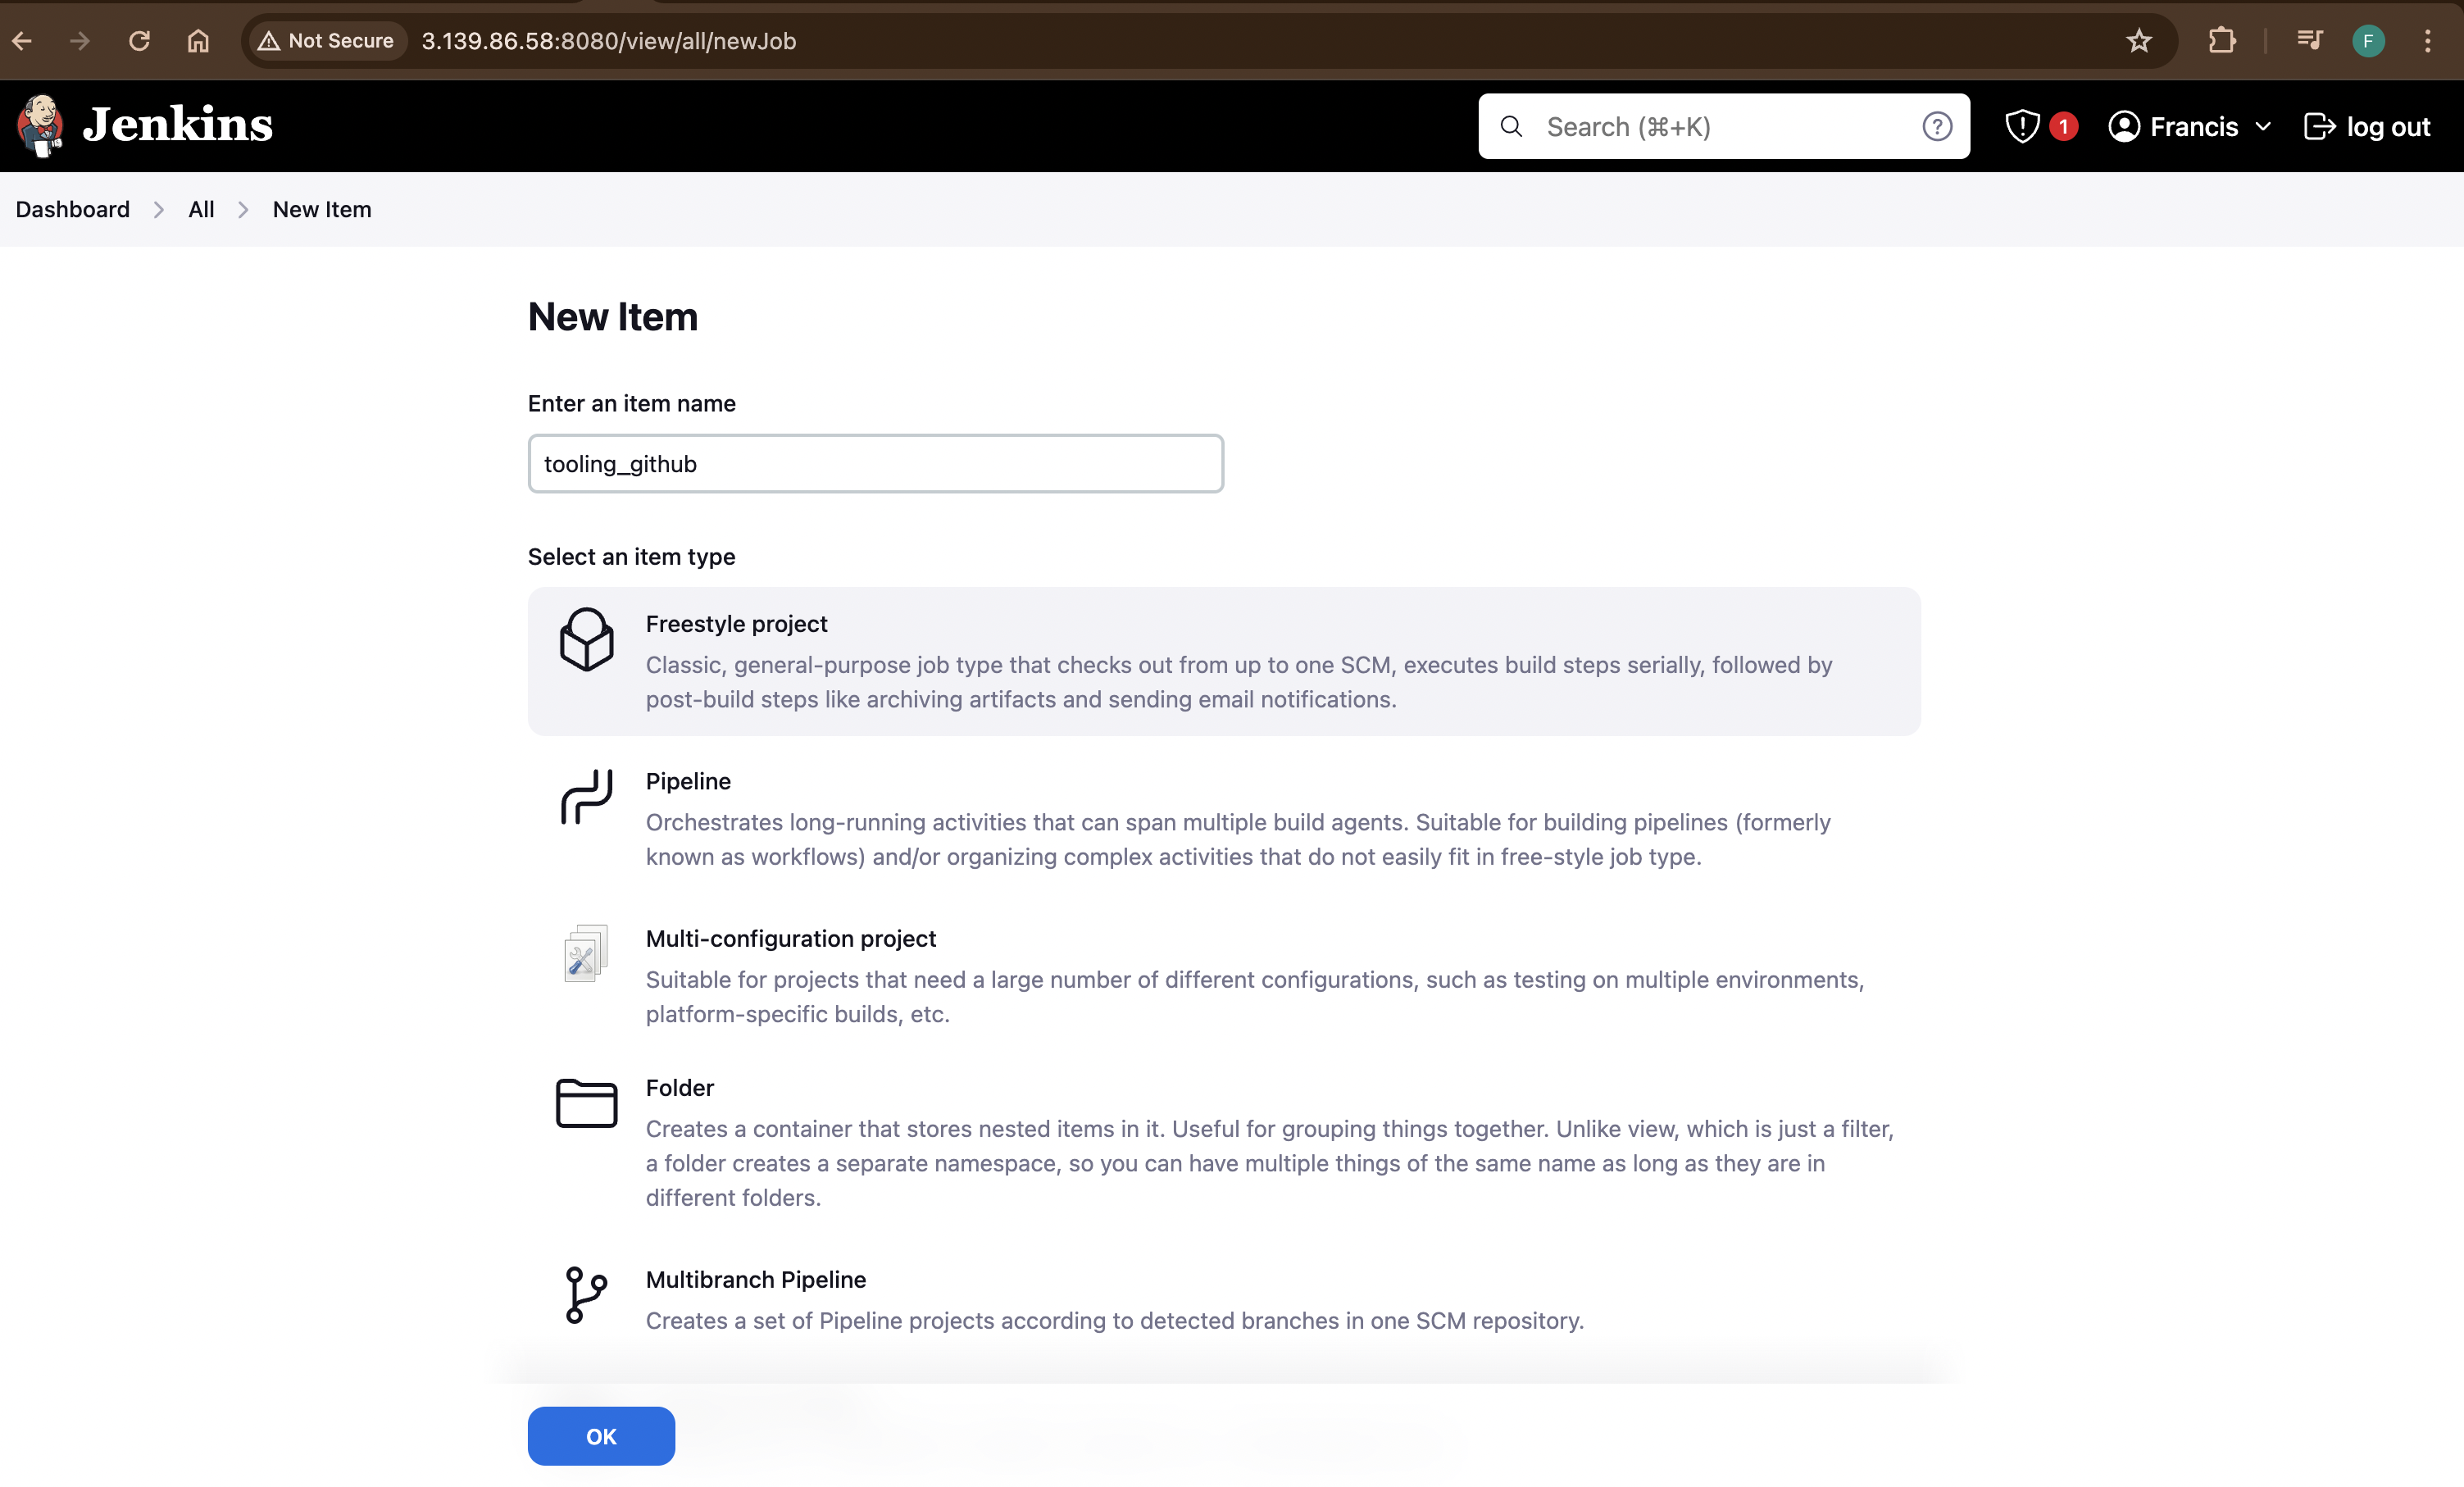 Not Secure 3.139.86.58:8080/view/all/newJob F
Jenkins Search (⌘+K) ? 1 Francis log out
Dashboard All New Item
New Item
Enter an item name
tooling_github
Select an item type
Freestyle project
Classic, general-purpose job type that checks out from up to one SCM, executes build steps serially, followed by
post-build steps like archiving artifacts and sending email notifications.
Pipeline
Orchestrates long-running activities that can span multiple build agents. Suitable for building pipelines (formerly
known as workflows) and/or organizing complex activities that do not easily fit in free-style job type.
Multi-configuration project
Suitable for projects that need a large number of different configurations, such as testing on multiple environments,
platform-specific builds, etc.
Folder
Creates a container that stores nested items in it. Useful for grouping things together. Unlike view, which is just a filter,
a folder creates a separate namespace, so you can have multiple things of the same name as long as they are in
different folders.
Multibranch Pipeline
Creates a set of Pipeline projects according to detected branches in one SCM repository.
OK